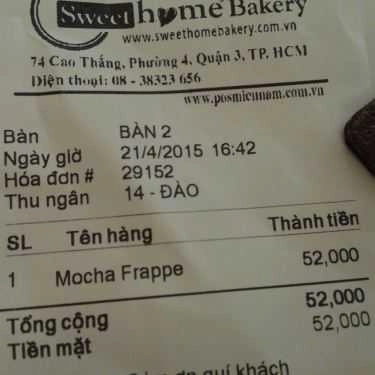 Sweet home Bakery
www.sweethomebakery.com.vn
74 Cao Thắng, Phường 4, Quận 3, TP. HCM
Điện thoại: 08 - 38323 656
www.posmiennam.com.vn
Bàn BÀN 2
Ngày giờ 21/4/2015 16:42
Hóa đơn # 29152
Thu ngân 14 - ĐÀO
SL Tên hàng Thành tiền
1 Mocha Frappe 52,000
Tổng cộng 52,000
Tiền mặt 52,000
quí khách